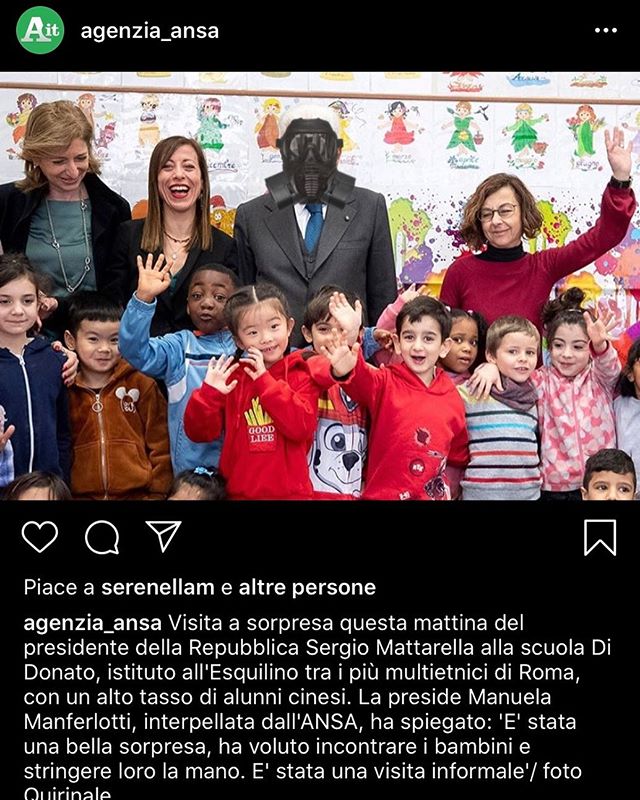 Ait
agenzia_ansa
GOOD
LIFE
Piace a serenellam e altre persone
agenzia_ansa Visita a sorpresa questa mattina del
presidente della Repubblica Sergio Mattarella alla scuola Di
Donato, istituto all'Esquilino tra i più multietnici di Roma,
con un alto tasso di alunni cinesi. La preside Manuela
Manferlotti, interpellata dall'ANSA, ha spiegato: 'E' stata
una bella sorpresa, ha voluto incontrare i bambini e
stringere loro la mano. E' stata una visita informale'/ foto
Quirinale